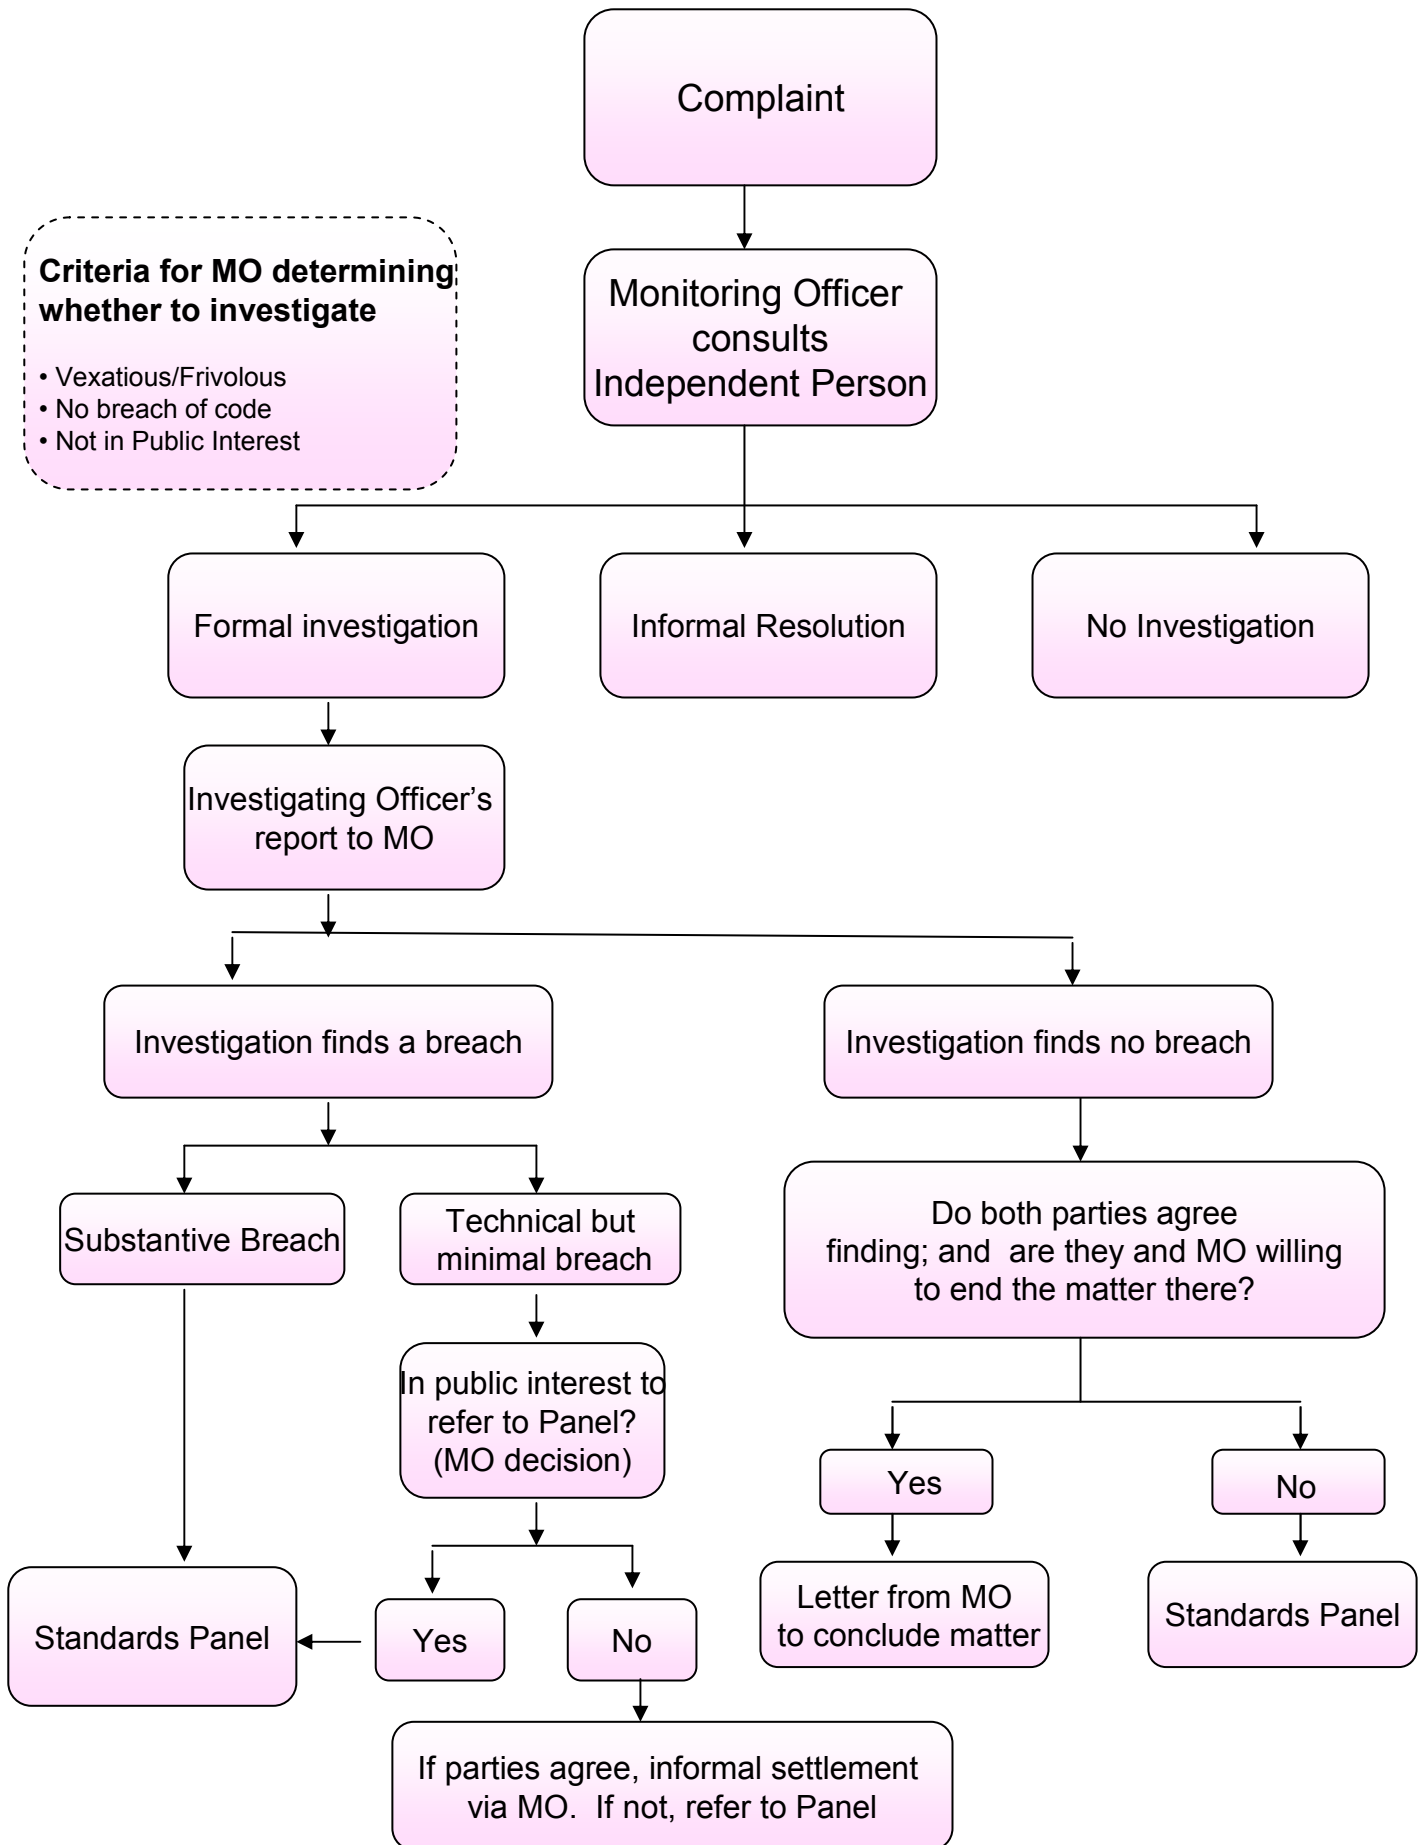 Complaint
Criteria for MO determining
whether to investigate
• Vexatious/Frivolous
• No breach of code
• Not in Public Interest
Monitoring Officer
consults
Independent Person
Formal investigation
Informal Resolution
No Investigation
Investigating Officer’s
report to MO
Investigation finds a breach
Investigation finds no breach
Substantive Breach
Technical but
minimal breach
Do both parties agree
finding; and are they and MO willing
to end the matter there?
In public interest to
refer to Panel?
(MO decision)
Yes
No
Standards Panel
Yes
No
Letter from MO
to conclude matter
Standards Panel
If parties agree, informal settlement
via MO. If not, refer to Panel